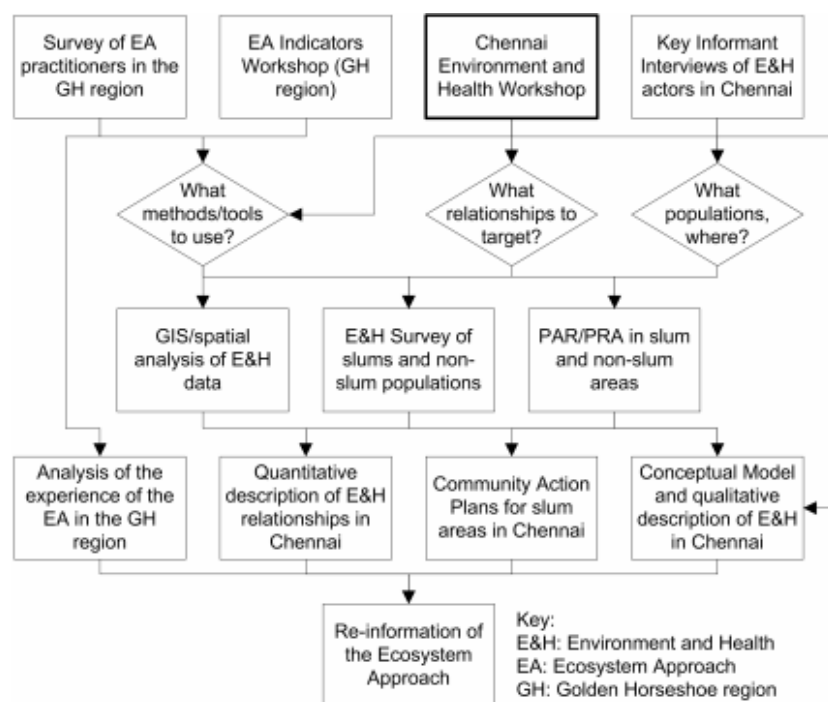 Survey of EA
practitioners in the
GH region
EA Indicators
Workshop (GH
region)
Chennai
Environment and
Health Workshop
Key Informant
Interviews of E&H
actors in Chennai
What
methods/tools
to use?
What
relationships to
target?
What
populations,
where?
GIS/spatial
analysis of E&H
data
E&H Survey of
slums and non-
slum populations
PAR/PRA in slum
and non-slum
areas
Analysis of the
experience of the
EA in the GH
region
Quantitative
description of E&H
relationships in
Chennai
Community Action
Plans for slum
areas in Chennai
Conceptual Model
and qualitative
description of E&H
in Chennai
Re-information of
the Ecosystem
Approach
Key:
E&H: Environment and Health
EA: Ecosystem Approach
GH: Golden Horseshoe region